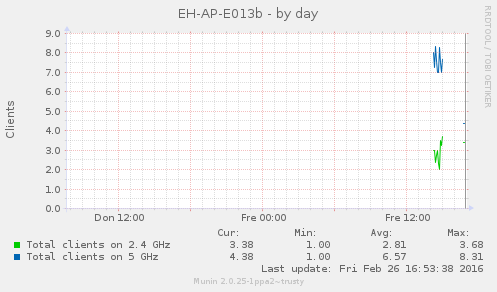 EH-AP-E013b - by day
RRDTOOL / TOBI OETIKER
Clients
9.0
8.0
7.0
6.0
5.0
4.0
3.0
2.0
1.0
0.0
Don 12:00 Fre 00:00 Fre 12:00
Cur: Min: Avg: Max:
Total clients on 2.4 GHz 3.38 1.00 2.81 3.68
Total clients on 5 GHz 4.38 1.00 6.57 8.31
Last update: Fri Feb 26 16:53:38 2016
Munin 2.0.25-1ppa2~trusty